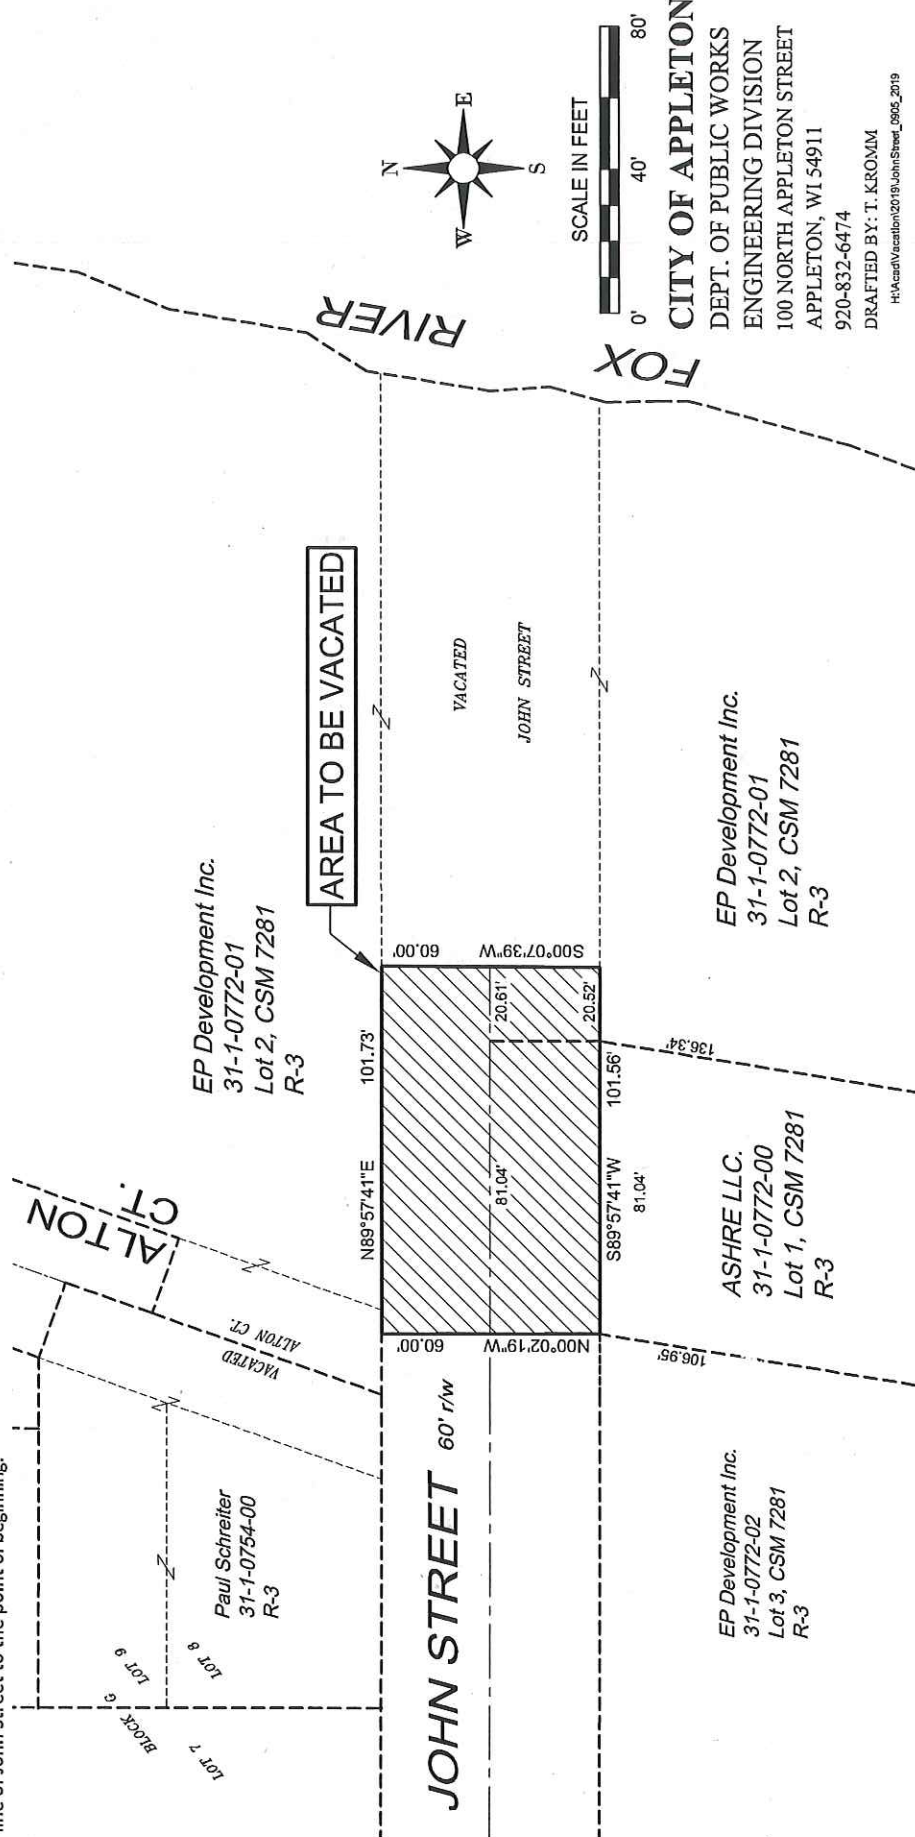 line of John Street to the point of beginning.
BLOCK G
LOT 9
LOT 8
LOT 7
Paul Schreiter
31-1-0754-00
R-3
VACATED
ALTON CT.
ALTON
CT.
EP Development Inc.
31-1-0772-01
Lot 2, CSM 7281
R-3
AREA TO BE VACATED
RIVER
FOX
N
W
E
S
SCALE IN FEET
0'
40'
80'
JOHN STREET 60' r/w
N89°57'41"E
101.73'
60.00'
N00°02'19"W
81.04'
20.61'
20.52'
60.00'
S00°07'39"W
S89°57'41"W
101.56'
81.04'
VACATED
JOHN STREET
106.95'
136.34'
EP Development Inc.
31-1-0772-02
Lot 3, CSM 7281
R-3
ASHRE LLC.
31-1-0772-00
Lot 1, CSM 7281
R-3
EP Development Inc.
31-1-0772-01
Lot 2, CSM 7281
R-3
CITY OF APPLETON
DEPT. OF PUBLIC WORKS
ENGINEERING DIVISION
100 NORTH APPLETON STREET
APPLETON, WI 54911
920-832-6474
DRAFTED BY: T. KROMM
H:\Acad\Vacation\2019\JohnStreet_0905_2019